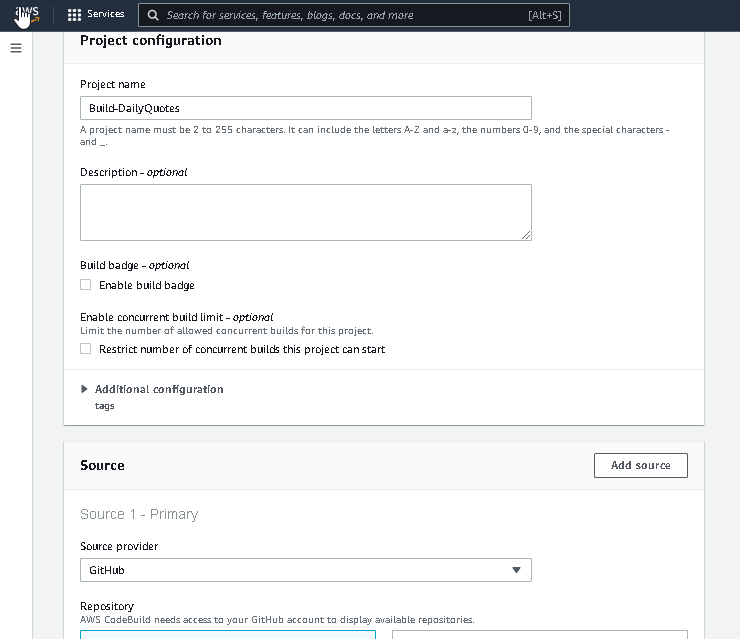 aws
Services
Search for services, features, blogs, docs, and more
[Alt+S]
Project configuration
Project name
Build-DailyQuotes
A project name must be 2 to 255 characters. It can include the letters A-Z and a-z, the numbers 0-9, and the special characters -
and _.
Description - optional
Build badge - optional
Enable build badge
Enable concurrent build limit - optional
Limit the number of allowed concurrent builds for this project.
Restrict number of concurrent builds this project can start
Additional configuration
tags
Source
Add source
Source 1 - Primary
Source provider
GitHub
Repository
AWS CodeBuild needs access to your GitHub account to display available repositories.